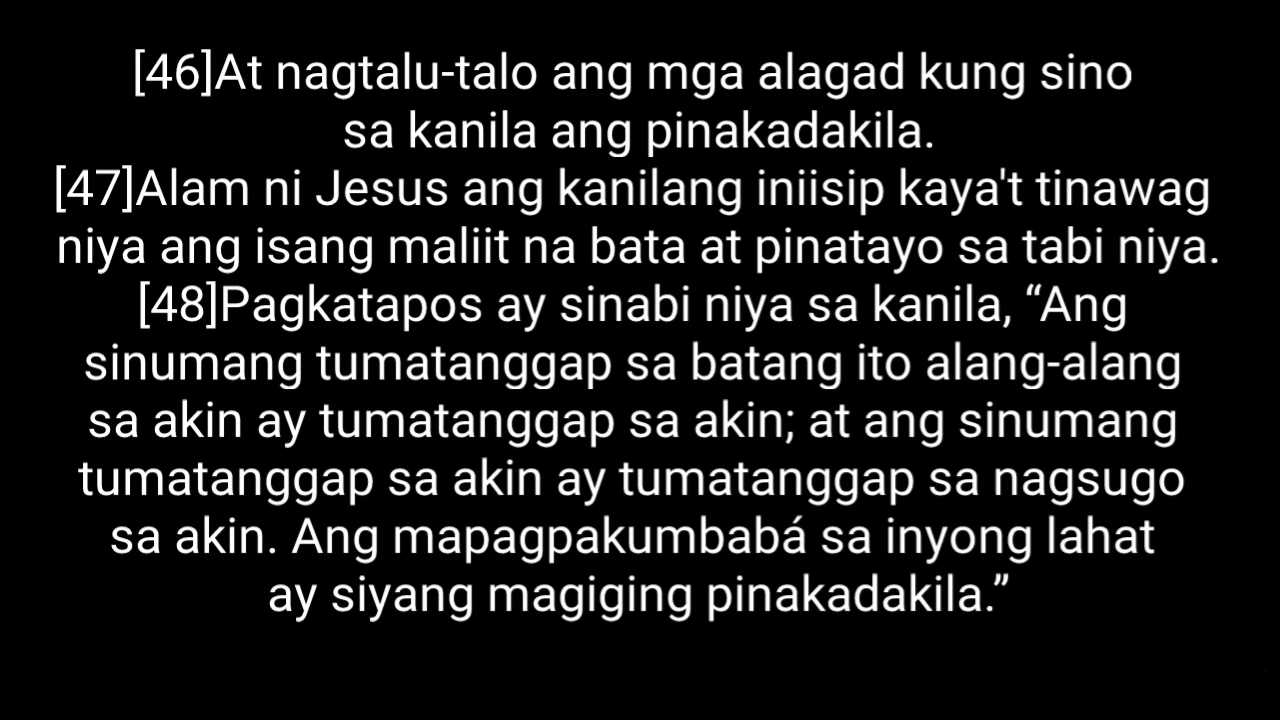 [46]At nagtalu-talo ang mga alagad kung sino
sa kanila ang pinakadakila.
[47]Alam ni Jesus ang kanilang iniisip kaya't tinawag
niya ang isang maliit na bata at pinatayo sa tabi niya.
[48]Pagkatapos ay sinabi niya sa kanila, “Ang
sinumang tumatanggap sa batang ito alang-alang
sa akin ay tumatanggap sa akin; at ang sinumang
tumatanggap sa akin ay tumatanggap sa nagsugo
sa akin. Ang mapagpakumbabá sa inyong lahat
ay siyang magiging pinakadakila.”